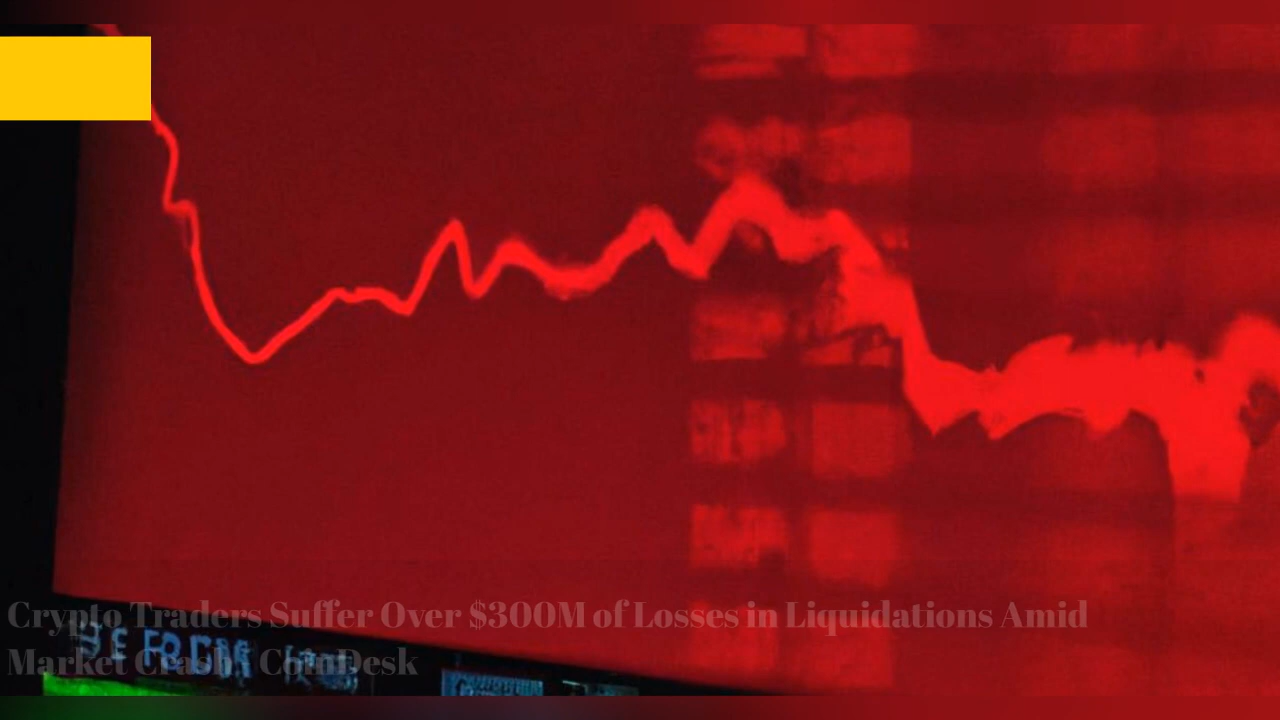 Crypto Traders Suffer Over $300M of Losses in Liquidations Amid
Market Crash, CoinDesk